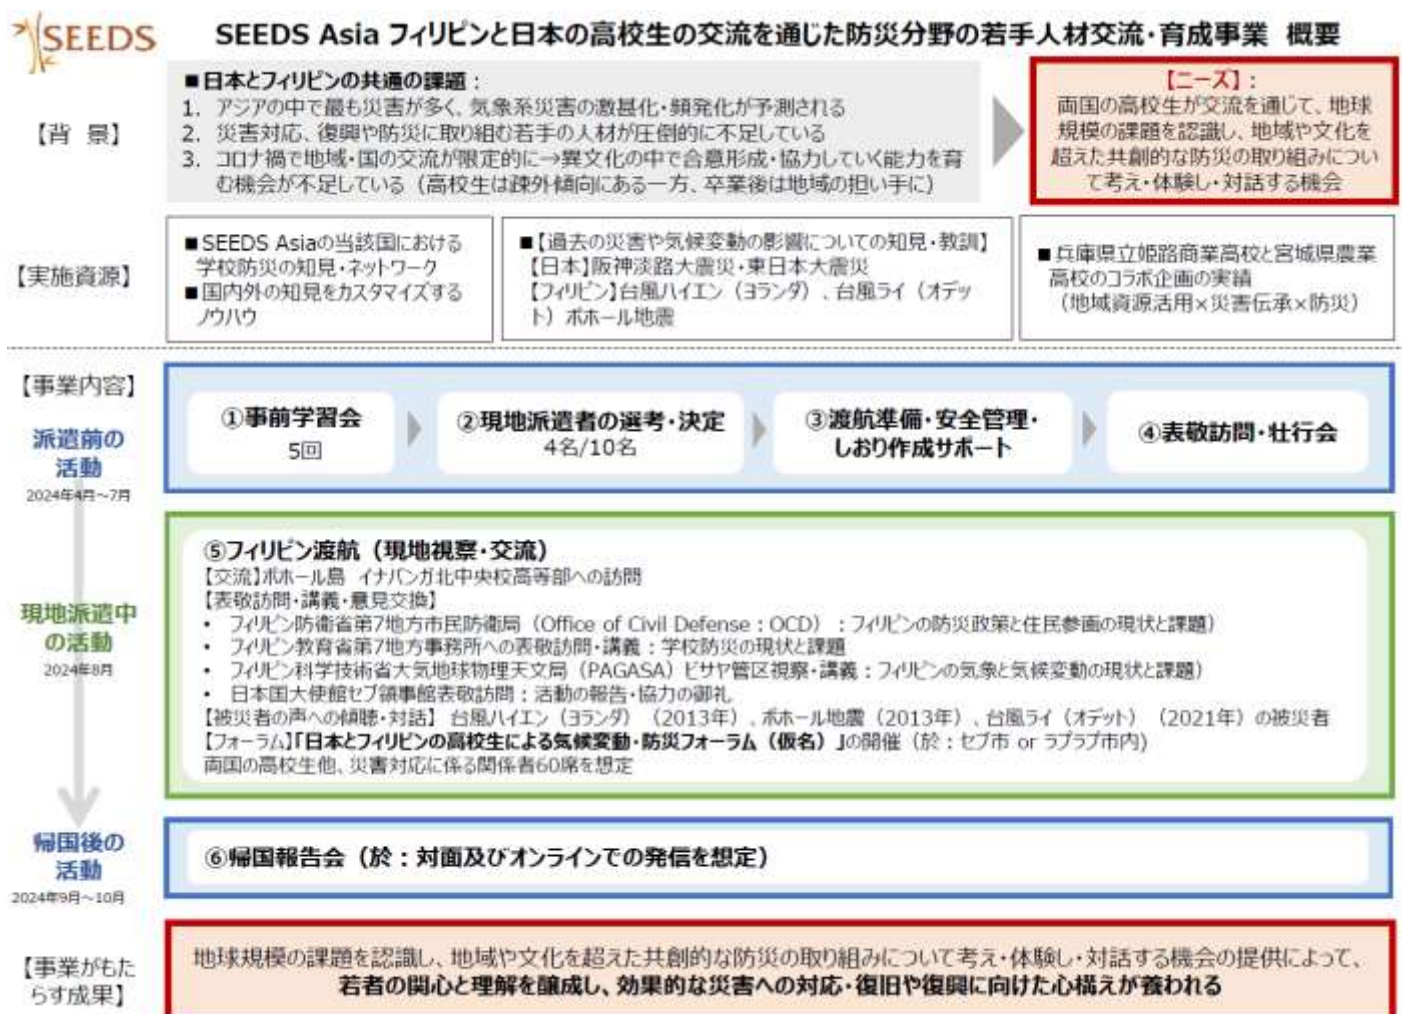 SEEDS
SEEDS Asia フィリピンと日本の高校生の交流を通じた防災分野の若手人材交流・育成事業 概要
【背 景】
■日本とフィリピンの共通の課題：
1. アジアの中で最も災害が多く、気象系災害の激甚化・頻発化が予測される
2. 災害対応、復興や防災に取り組む若手の人材が圧倒的に不足している
3. コロナ禍で地域・国の交流が限定的に→異文化の中で合意形成・協力していく能力を育
む機会が不足している（高校生は疎外傾向にある一方、卒業後は地域の担い手に）
【ニーズ】：
両国の高校生が交流を通じて、地球
規模の課題を認識し、地域や文化を
超えた共創的な防災の取り組みについ
て考え・体験し・対話する機会
【実施資源】
■SEEDS Asiaの当該国における
学校防災の知見・ネットワーク
■国内外の知見をカスタマイズする
ノウハウ
■【過去の災害や気候変動の影響についての知見・教訓】
【日本】阪神淡路大震災・東日本大震災
【フィリピン】台風ハイエン（ヨランダ）、台風ライ（オデッ
ト）ボホール地震
■兵庫県立姫路商業高校と宮城県農業
高校のコラボ企画の実績
（地域資源活用×災害伝承×防災）
【事業内容】
派遣前の
活動
2024年4月～7月
①事前学習会
5回
②現地派遣者の選考・決定
4名/10名
③渡航準備・安全管理・
しおり作成サポート
④表敬訪問・壮行会
現地派遣中
の活動
2024年8月
⑤フィリピン渡航（現地視察・交流）
【交流】ボホール島 イナバンガ北中央校高等部への訪問
【表敬訪問・講義・意見交換】
• フィリピン防衛省第7地方市民防衛局（Office of Civil Defense：OCD）：フィリピンの防災政策と住民参画の現状と課題）
• フィリピン教育省第7地方事務所への表敬訪問・講義：学校防災の現状と課題
• フィリピン科学技術省大気地球物理天文局（PAGASA）ビサヤ管区視察・講義：フィリピンの気象と気候変動の現状と課題）
• 日本国大使館セブ領事館表敬訪問：活動の報告・協力の御礼
【被災者の声への傾聴・対話】 台風ハイエン（ヨランダ）（2013年）、ボホール地震（2013年）、台風ライ（オデット）（2021年）の被災者
【フォーラム】「日本とフィリピンの高校生による気候変動・防災フォーラム（仮名）」の開催（於：セブ市 or ラプラプ市内)
両国の高校生他、災害対応に係る関係者60席を想定
帰国後の
活動
2024年9月～10月
⑥帰国報告会（於：対面及びオンラインでの発信を想定）
【事業がもた
らす成果】
地球規模の課題を認識し、地域や文化を超えた共創的な防災の取り組みについて考え・体験し・対話する機会の提供によって、
若者の関心と理解を醸成し、効果的な災害への対応・復旧や復興に向けた心構えが養われる